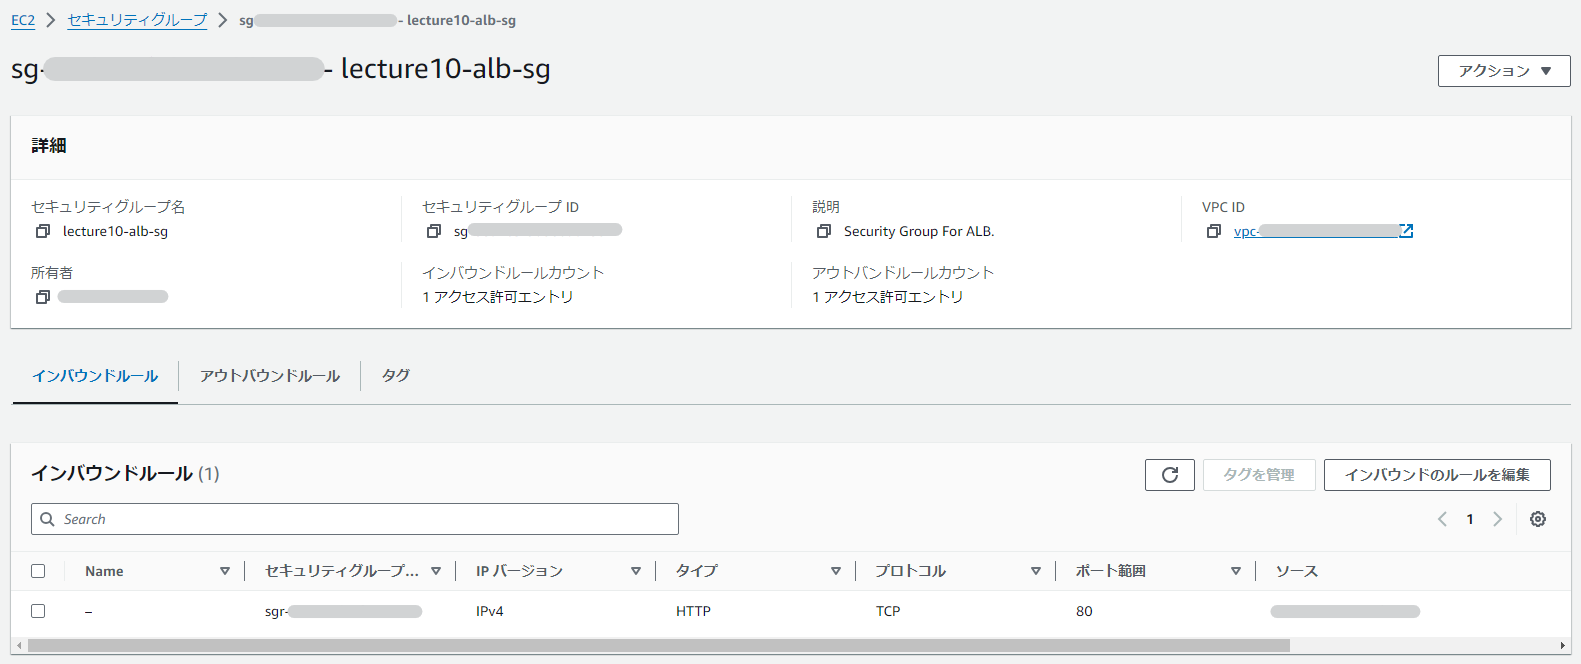 EC2 > セキュリティグループ > sg - lecture10-alb-sg
sg- - lecture10-alb-sg
アクション ▼
詳細
セキュリティグループ名
lecture10-alb-sg
セキュリティグループ ID
sg
説明
Security Group For ALB.
VPC ID
vpc-
所有者
インバウンドルールカウント
1 アクセス許可エントリ
アウトバンドルールカウント
1 アクセス許可エントリ
インバウンドルール アウトバウンドルール タグ
インバウンドルール (1)
タグを管理 インバウンドのルールを編集
Search
1
Name セキュリティグループ... IP バージョン タイプ プロトコル ポート範囲 ソース
– sgr- IPv4 HTTP TCP 80